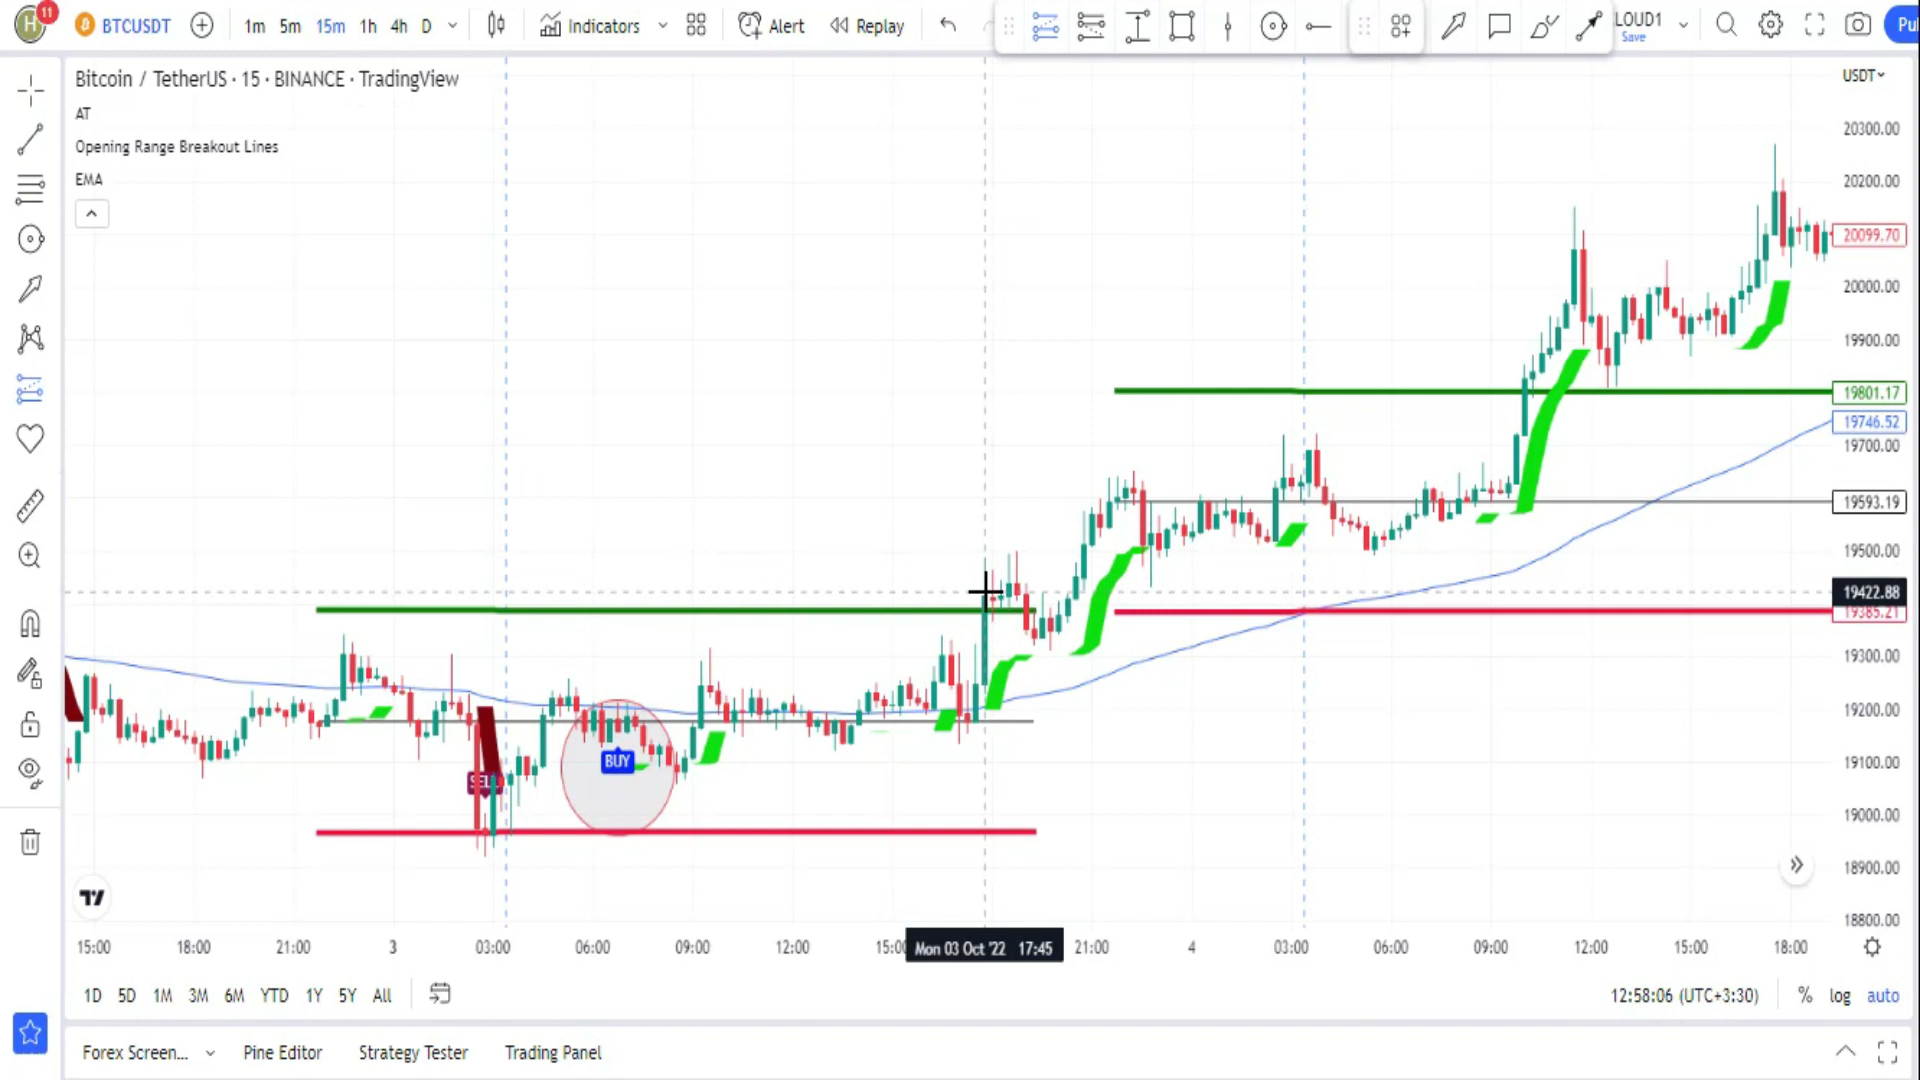 H 11 BTCUSDT 1m 5m 15m 1h 4h D Indicators Alert Replay LOUD1 Save
Bitcoin / TetherUS · 15 · BINANCE · TradingView
USDT
AT
Opening Range Breakout Lines
EMA
20300.00
20200.00
20099.70
20000.00
19900.00
19801.17
19746.52
19700.00
19593.19
19500.00
19422.88
19385.21
19300.00
19200.00
19100.00
19000.00
18900.00
18800.00
BUY
SELL
15:00 18:00 21:00 3 03:00 06:00 09:00 12:00 15:00 Mon 03 Oct '22 17:45 21:00 4 03:00 06:00 09:00 12:00 15:00 18:00
1D 5D 1M 3M 6M YTD 1Y 5Y All 12:58:06 (UTC+3:30) % log auto
Forex Screen... Pine Editor Strategy Tester Trading Panel